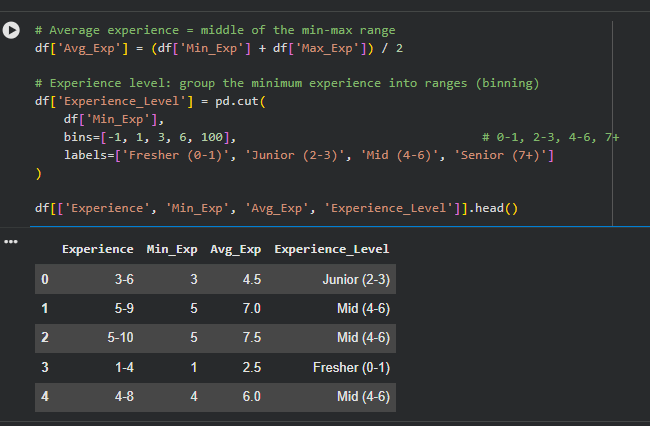 # Average experience = middle of the min-max range
df['Avg_Exp'] = (df['Min_Exp'] + df['Max_Exp']) / 2
# Experience level: group the minimum experience into ranges (binning)
df['Experience_Level'] = pd.cut(
    df['Min_Exp'],
    bins=[-1, 1, 3, 6, 100],                                  # 0-1, 2-3, 4-6, 7+
    labels=['Fresher (0-1)', 'Junior (2-3)', 'Mid (4-6)', 'Senior (7+)']
)
df[['Experience', 'Min_Exp', 'Avg_Exp', 'Experience_Level']].head()
Experience Min_Exp Avg_Exp Experience_Level
0 3-6 3 4.5 Junior (2-3)
1 5-9 5 7.0 Mid (4-6)
2 5-10 5 7.5 Mid (4-6)
3 1-4 1 2.5 Fresher (0-1)
4 4-8 4 6.0 Mid (4-6)